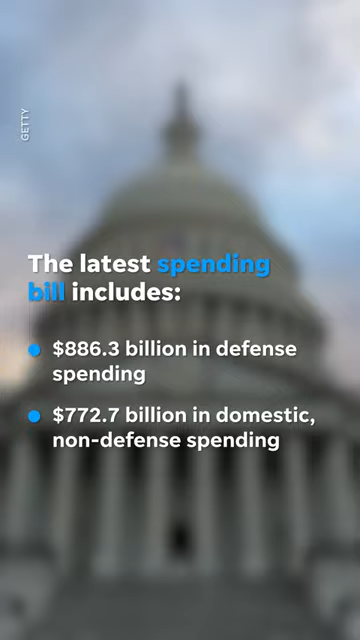 GETTY
The latest spending
bill includes:
$886.3 billion in defense
spending
$772.7 billion in domestic,
non-defense spending